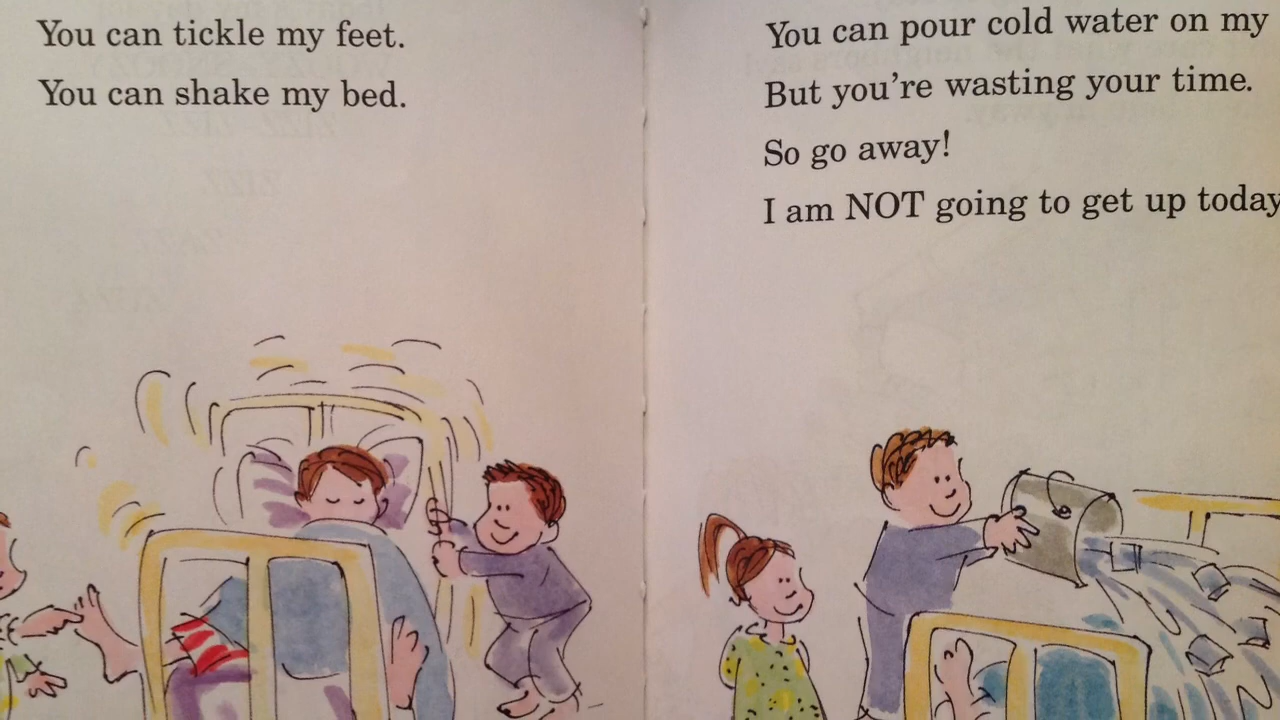 You can tickle my feet.
You can shake my bed.
You can pour cold water on my
But you're wasting your time.
So go away!
I am NOT going to get up today